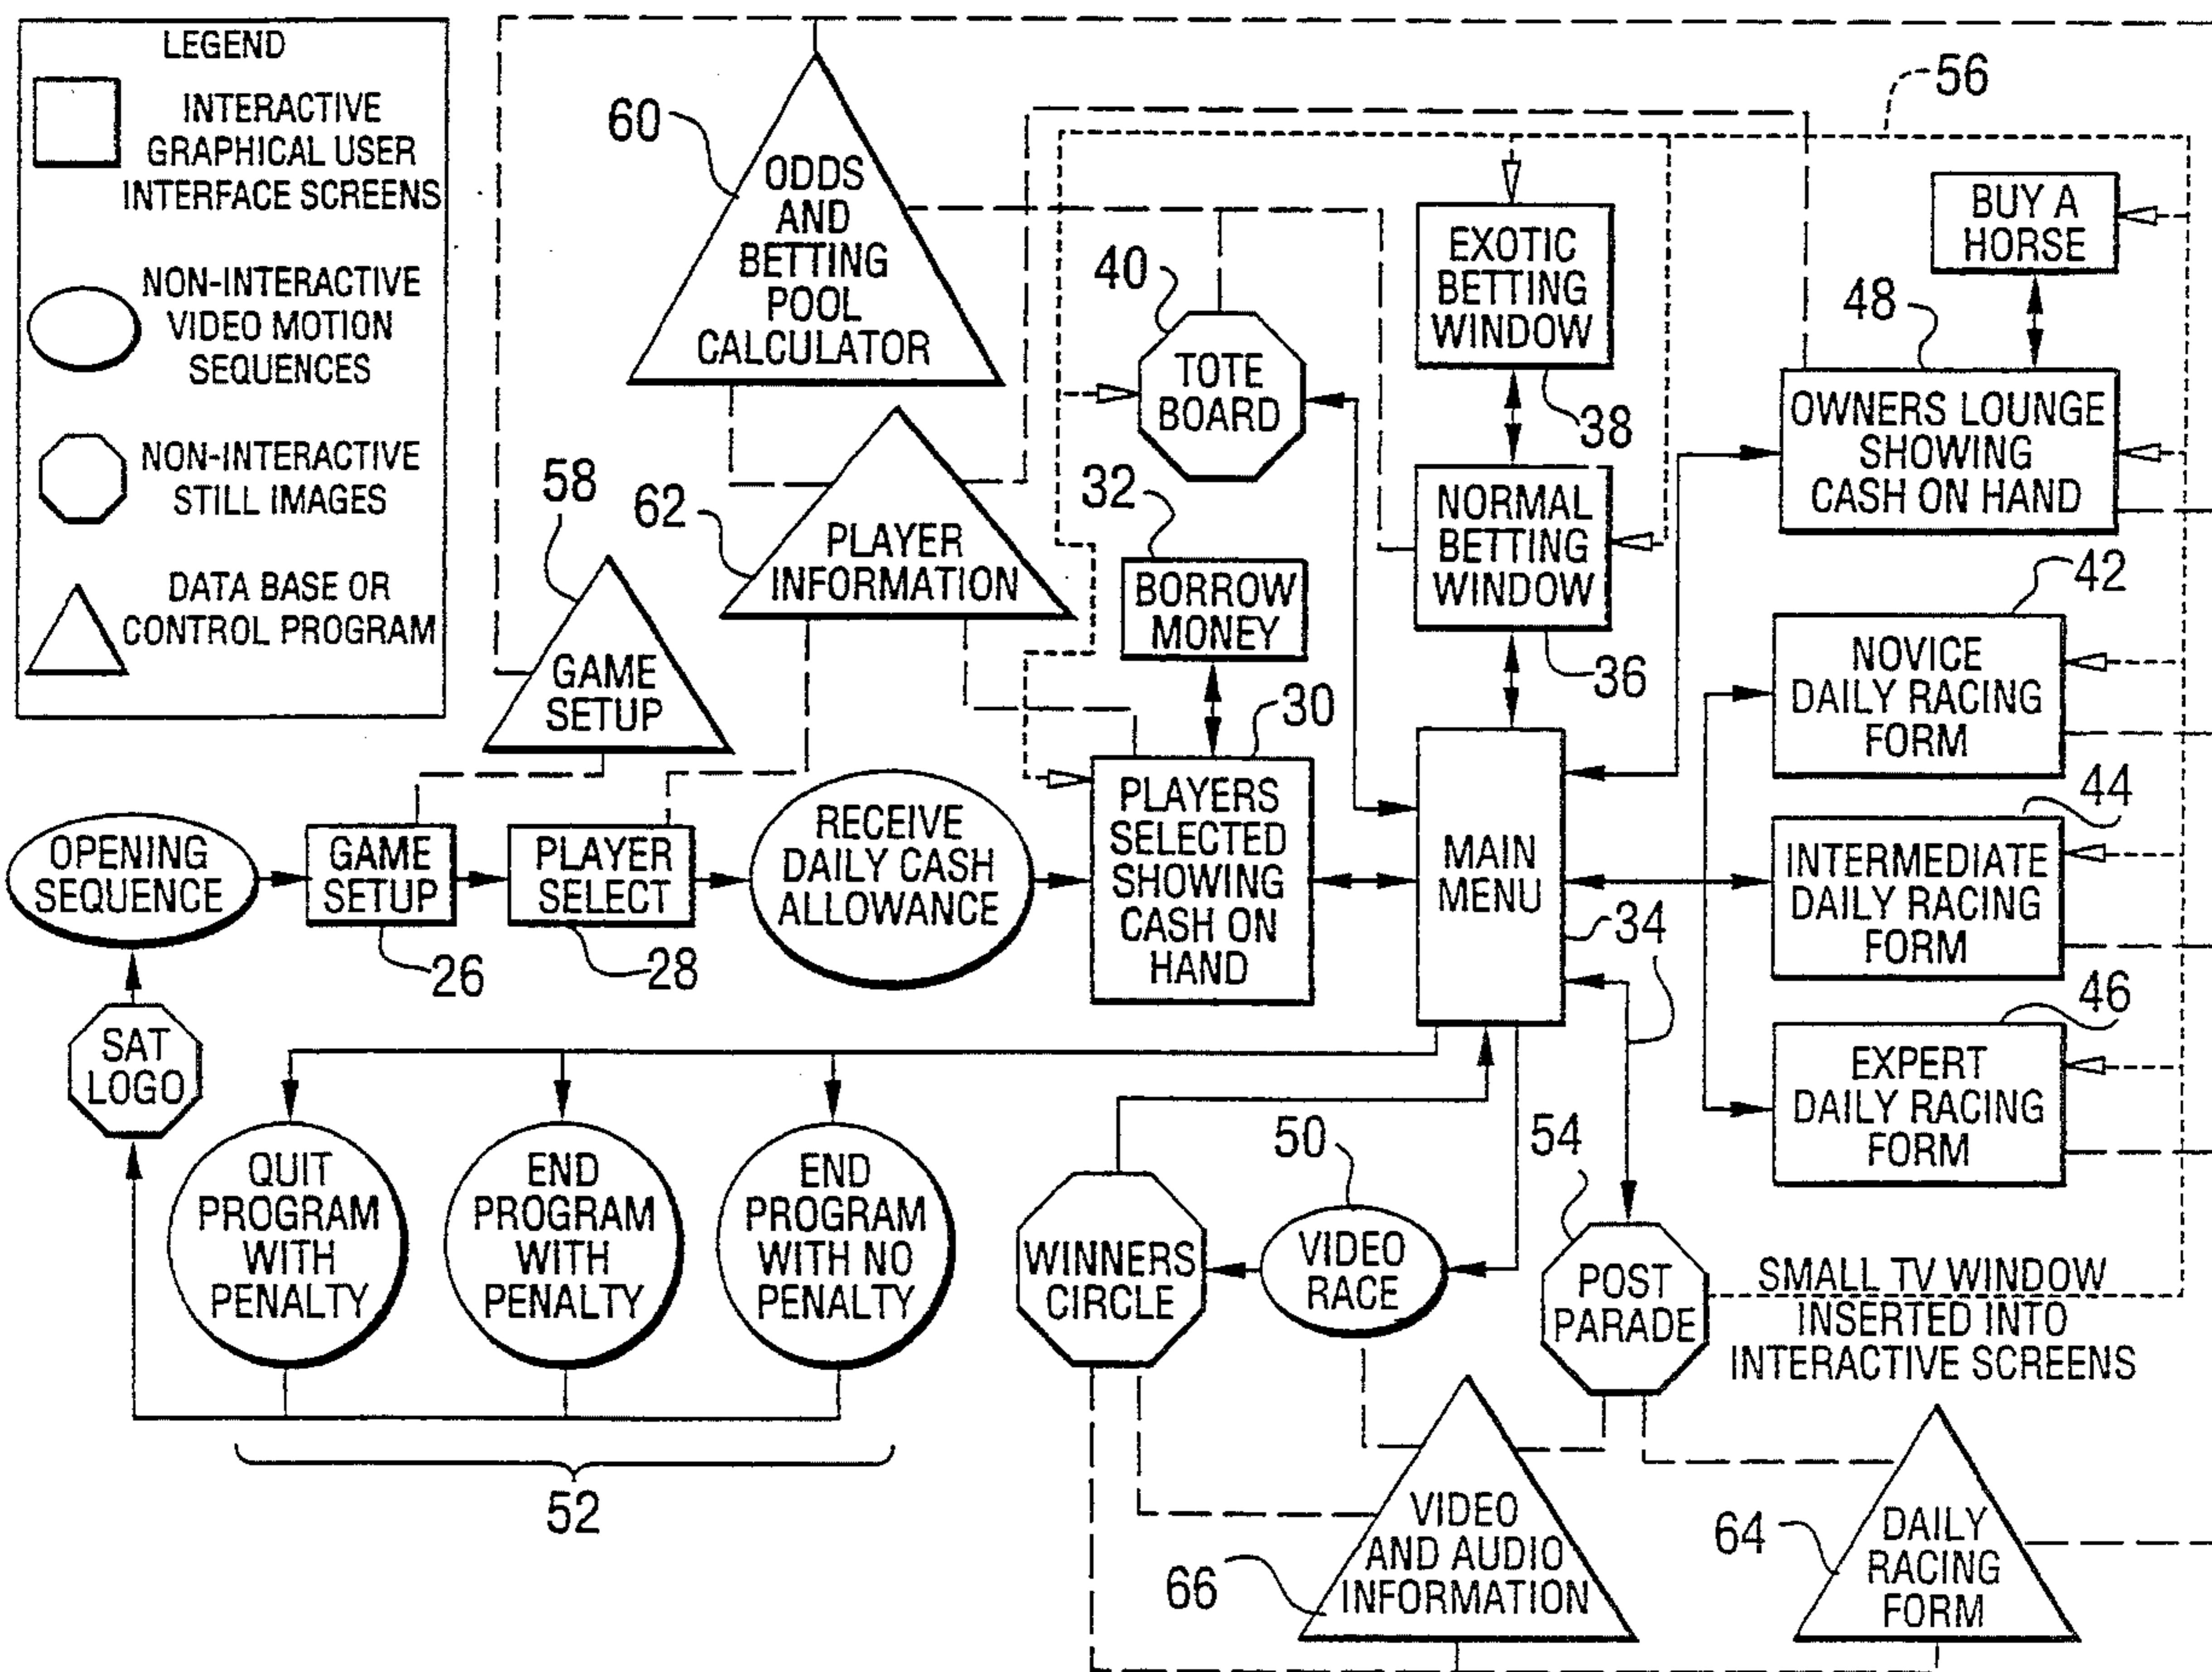 LEGEND
INTERACTIVE
GRAPHICAL USER
INTERFACE SCREENS
NON-INTERACTIVE
VIDEO MOTION
SEQUENCES
NON-INTERACTIVE
STILL IMAGES
DATA BASE OR
CONTROL PROGRAM
60
ODDS
AND
BETTING
POOL
CALCULATOR
56
EXOTIC
BETTING
WINDOW
38
BUY A
HORSE
40
TOTE
BOARD
48
OWNERS LOUNGE
SHOWING
CASH ON HAND
58
GAME
SETUP
62
PLAYER
INFORMATION
32
BORROW
MONEY
NORMAL
BETTING
WINDOW
36
42
NOVICE
DAILY RACING
FORM
OPENING
SEQUENCE
GAME
SETUP
26
PLAYER
SELECT
28
RECEIVE
DAILY CASH
ALLOWANCE
30
PLAYERS
SELECTED
SHOWING
CASH ON
HAND
MAIN
MENU
34
44
INTERMEDIATE
DAILY RACING
FORM
46
EXPERT
DAILY RACING
FORM
SAT
LOGO
QUIT
PROGRAM
WITH
PENALTY
END
PROGRAM
WITH
PENALTY
END
PROGRAM
WITH NO
PENALTY
52
WINNERS
CIRCLE
50
VIDEO
RACE
54
POST
PARADE
SMALL TV WINDOW
INSERTED INTO
INTERACTIVE SCREENS
66
VIDEO
AND AUDIO
INFORMATION
64
DAILY
RACING
FORM